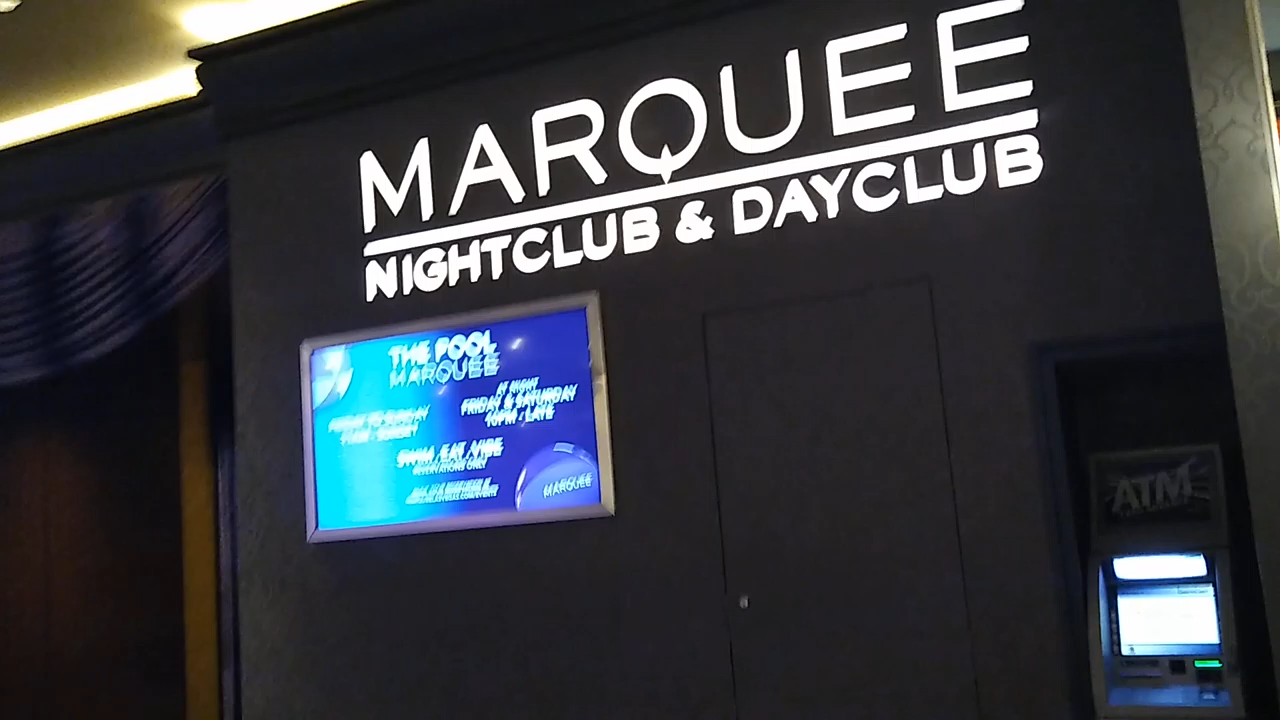 MARQUEE
NIGHTCLUB & DAYCLUB
THE POOL
MARQUEE
AT NIGHT
FRIDAY & SATURDAY
10PM - LATE
SWIM. EAT. VIBE
RESERVATIONS ONLY
MARQUEE
ATM